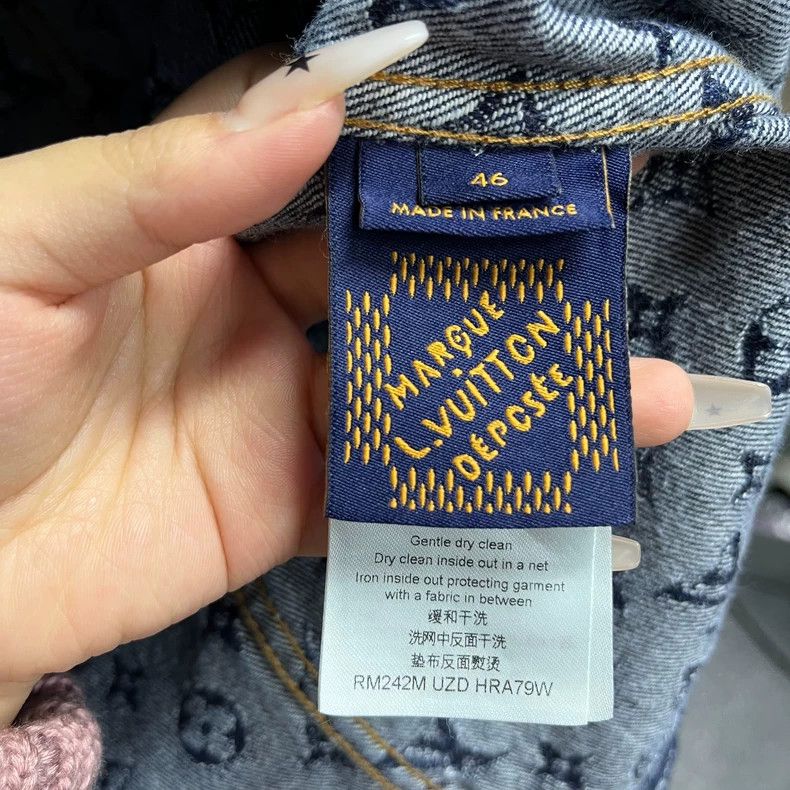 46
MADE IN FRANCE
MARQUE
L.VUITTON
DÉPOSÉE
Gentle dry clean
Dry clean inside out in a net
Iron inside out protecting garment
with a fabric in between
缓和干洗
洗网中反面干洗
垫布反面熨烫
RM242M UZD HRA79W